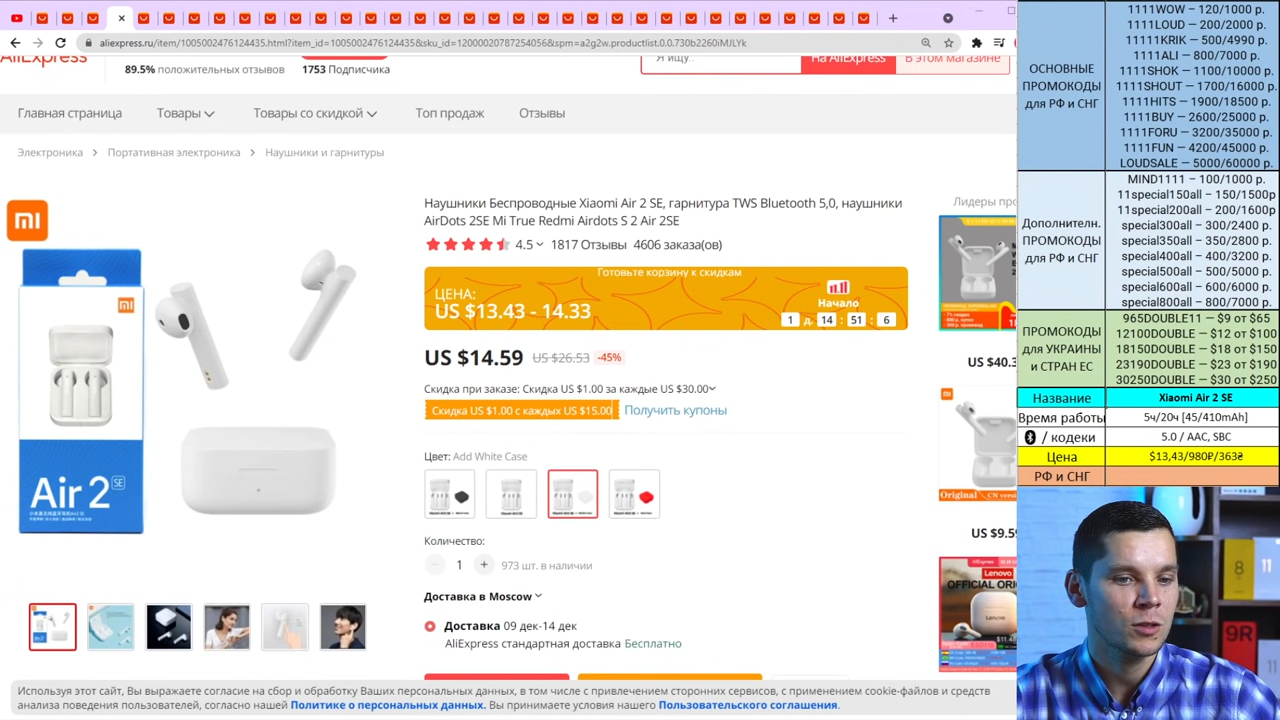 aliexpress.ru/item/1005002476124435.html?item_id=1005002476124435&sku_id=12000020787254056&spm=a2g2w.productlist.0.0.730b2260iMJLYk
AliExpress
89.5% положительных отзывов
1753 Подписчика
Я ищу...
На AliExpress
В этом магазине
Главная страница
Товары
Товары со скидкой
Топ продаж
Отзывы
Электроника > Портативная электроника > Наушники и гарнитуры
Наушники Беспроводные Xiaomi Air 2 SE, гарнитура TWS Bluetooth 5,0, наушники
AirDots 2SE Mi True Redmi Airdots S 2 Air 2SE
4.5
1817 Отзывы
4606 заказа(ов)
Готовьте корзину к скидкам
ЦЕНА:
US $13.43 - 14.33
Начало
1 д. 14 : 51 : 6
US $14.59 US $26.53 -45%
Скидка при заказе: Скидка US $1.00 за каждые US $30.00
Скидка US $1.00 с каждых US $15.00
Получить купоны
Цвет: Add White Case
Количество:
1
973 шт. в наличии
Доставка в Moscow
Доставка 09 дек-14 дек
AliExpress стандартная доставка Бесплатно
mi
Air 2 SE
Лидеры про
US $40.3
Original
CN version
US $9.59
Lenovo
OFFICIAL ORI
Используя этот сайт, Вы выражаете согласие на сбор и обработку Ваших персональных данных, в том числе с привлечением сторонних сервисов, с применением cookie-файлов и средств
анализа поведения пользователей, согласно нашей Политике о персональных данных. Вы принимаете условия нашего Пользовательского соглашения.
ОСНОВНЫЕ
ПРОМОКОДЫ
для РФ и СНГ
1111WOW – 120/1000 р.
1111LOUD – 200/2000 р.
11111KRIK – 500/4990 р.
1111ALI – 800/7000 р.
1111SHOK – 1100/10000 р.
1111SHOUT – 1700/16000 р.
1111HITS – 1900/18500 р.
1111BUY – 2600/25000 р.
1111FORU – 3200/35000 р.
1111FUN – 4200/45000 р.
LOUDSALE – 5000/60000 р.
Дополнителн.
ПРОМОКОДЫ
для РФ и СНГ
MIND1111 – 100/1000 р.
11special150all – 150/1500р
11special200all – 200/1600р
special300all – 300/2400 р.
special350all – 350/2800 р.
special400all – 400/3200 р.
special500all – 500/5000 р.
special600all – 600/6000 р.
special800all – 800/7000 р.
ПРОМОКОДЫ
для УКРАИНЫ
и СТРАН ЕС
965DOUBLE11 – $9 от $65
12100DOUBLE – $12 от $100
18150DOUBLE – $18 от $150
23190DOUBLE – $23 от $190
30250DOUBLE – $30 от $250
Название
Xiaomi Air 2 SE
Время работы
5ч/20ч [45/410mAh]
/ кодеки
5.0 / AAC, SBC
Цена
$13,43/980₽/363₴
РФ и СНГ
8
11
9R